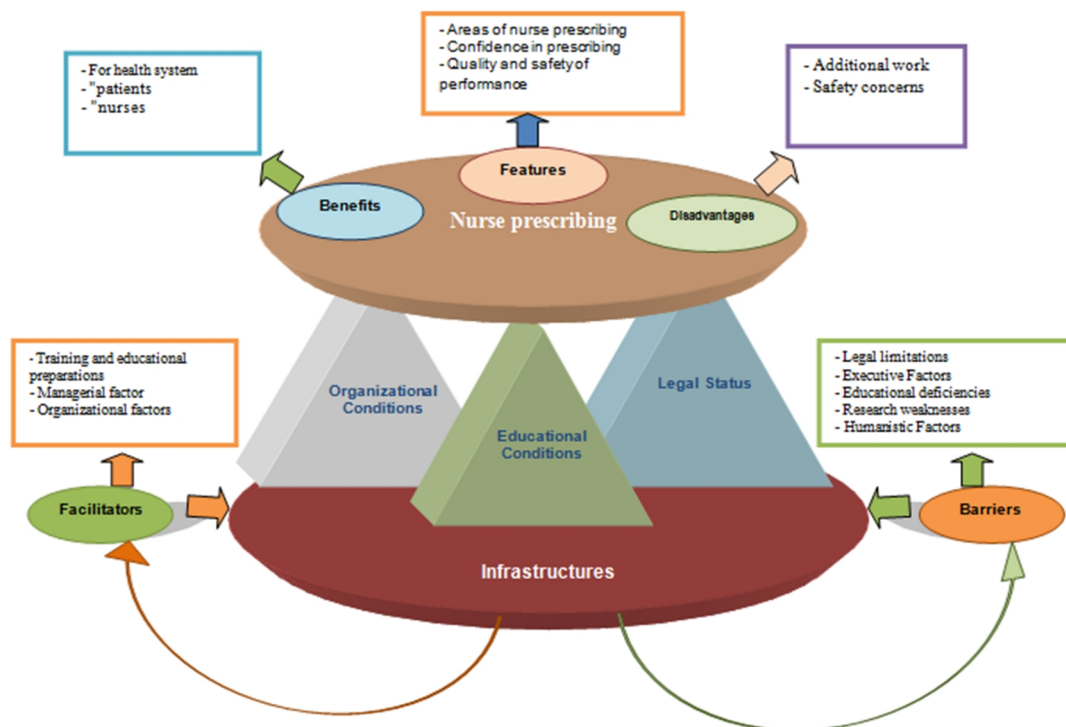 - Areas of nurse prescribing
- Confidence in prescribing
- Quality and safety of
performance
- For health system
- "patients
- "nurses
- Additional work
- Safety concerns
Features
Benefits
Disadvantages
Nurse prescribing
- Training and educational
preparations
- Managerial factor
- Organizational factors
Organizational
Conditions
Legal Status
Educational
Conditions
- Legal limitations
- Executive Factors
- Educational deficiencies
- Research weaknesses
- Humanistic Factors
Facilitators
Barriers
Infrastructures